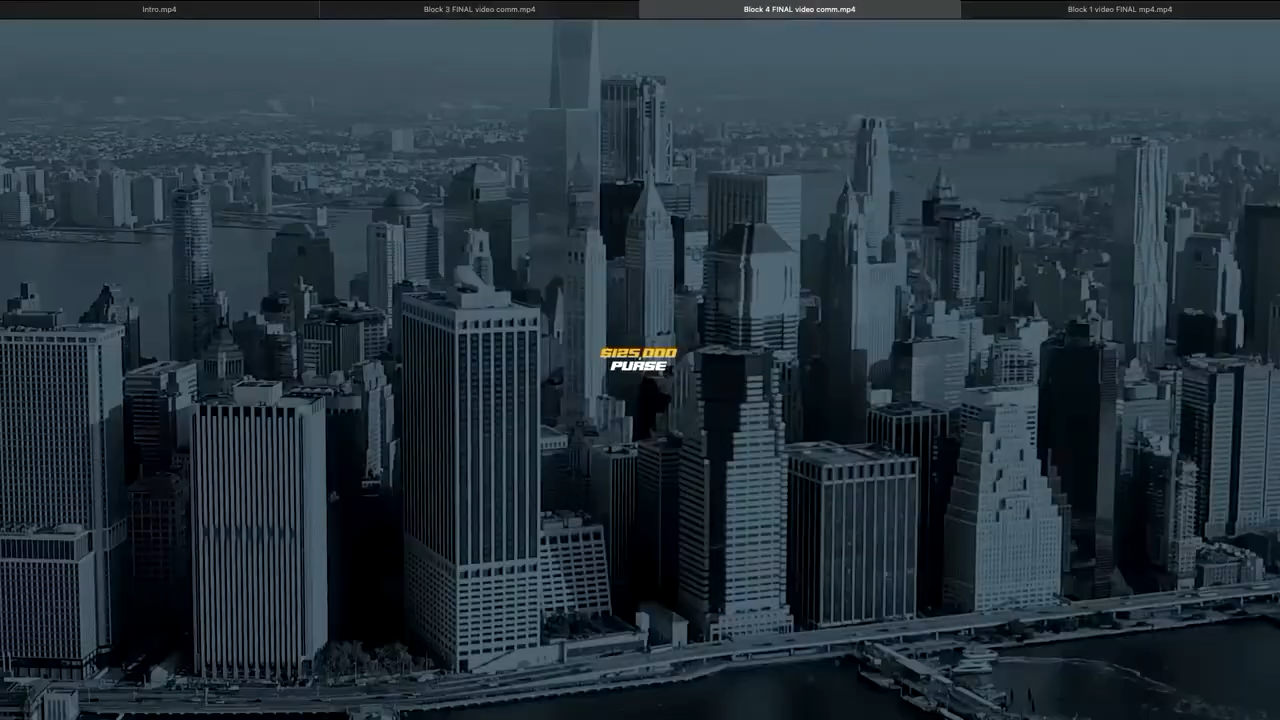 Intro.mp4
Block 3 FINAL video comm.mp4
Block 4 FINAL video comm.mp4
Block 1 video FINAL mp4.mp4
$125,000
PURSE